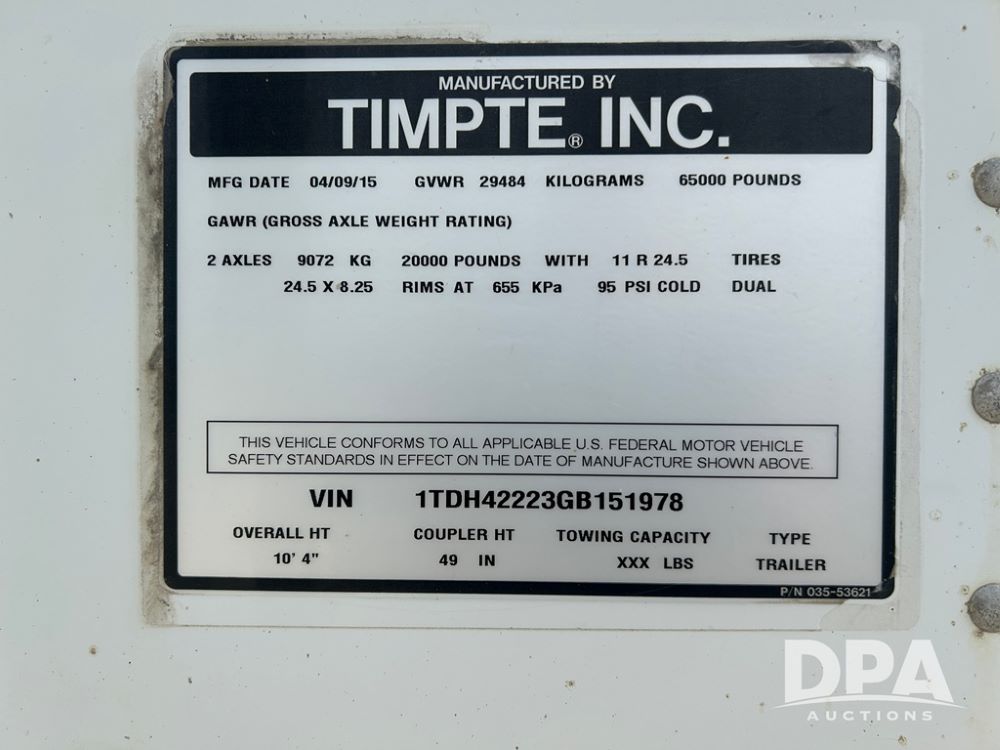 MANUFACTURED BY
TIMPTE® INC.
MFG DATE 04/09/15 GVWR 29484 KILOGRAMS 65000 POUNDS
GAWR (GROSS AXLE WEIGHT RATING)
2 AXLES 9072 KG 20000 POUNDS WITH 11 R 24.5 TIRES
24.5 X 8.25 RIMS AT 655 KPa 95 PSI COLD DUAL
THIS VEHICLE CONFORMS TO ALL APPLICABLE U.S. FEDERAL MOTOR VEHICLE
SAFETY STANDARDS IN EFFECT ON THE DATE OF MANUFACTURE SHOWN ABOVE.
VIN 1TDH42223GB151978
OVERALL HT COUPLER HT TOWING CAPACITY TYPE
10' 4" 49 IN XXX LBS TRAILER
P/N 035-53621
DPA
AUCTIONS